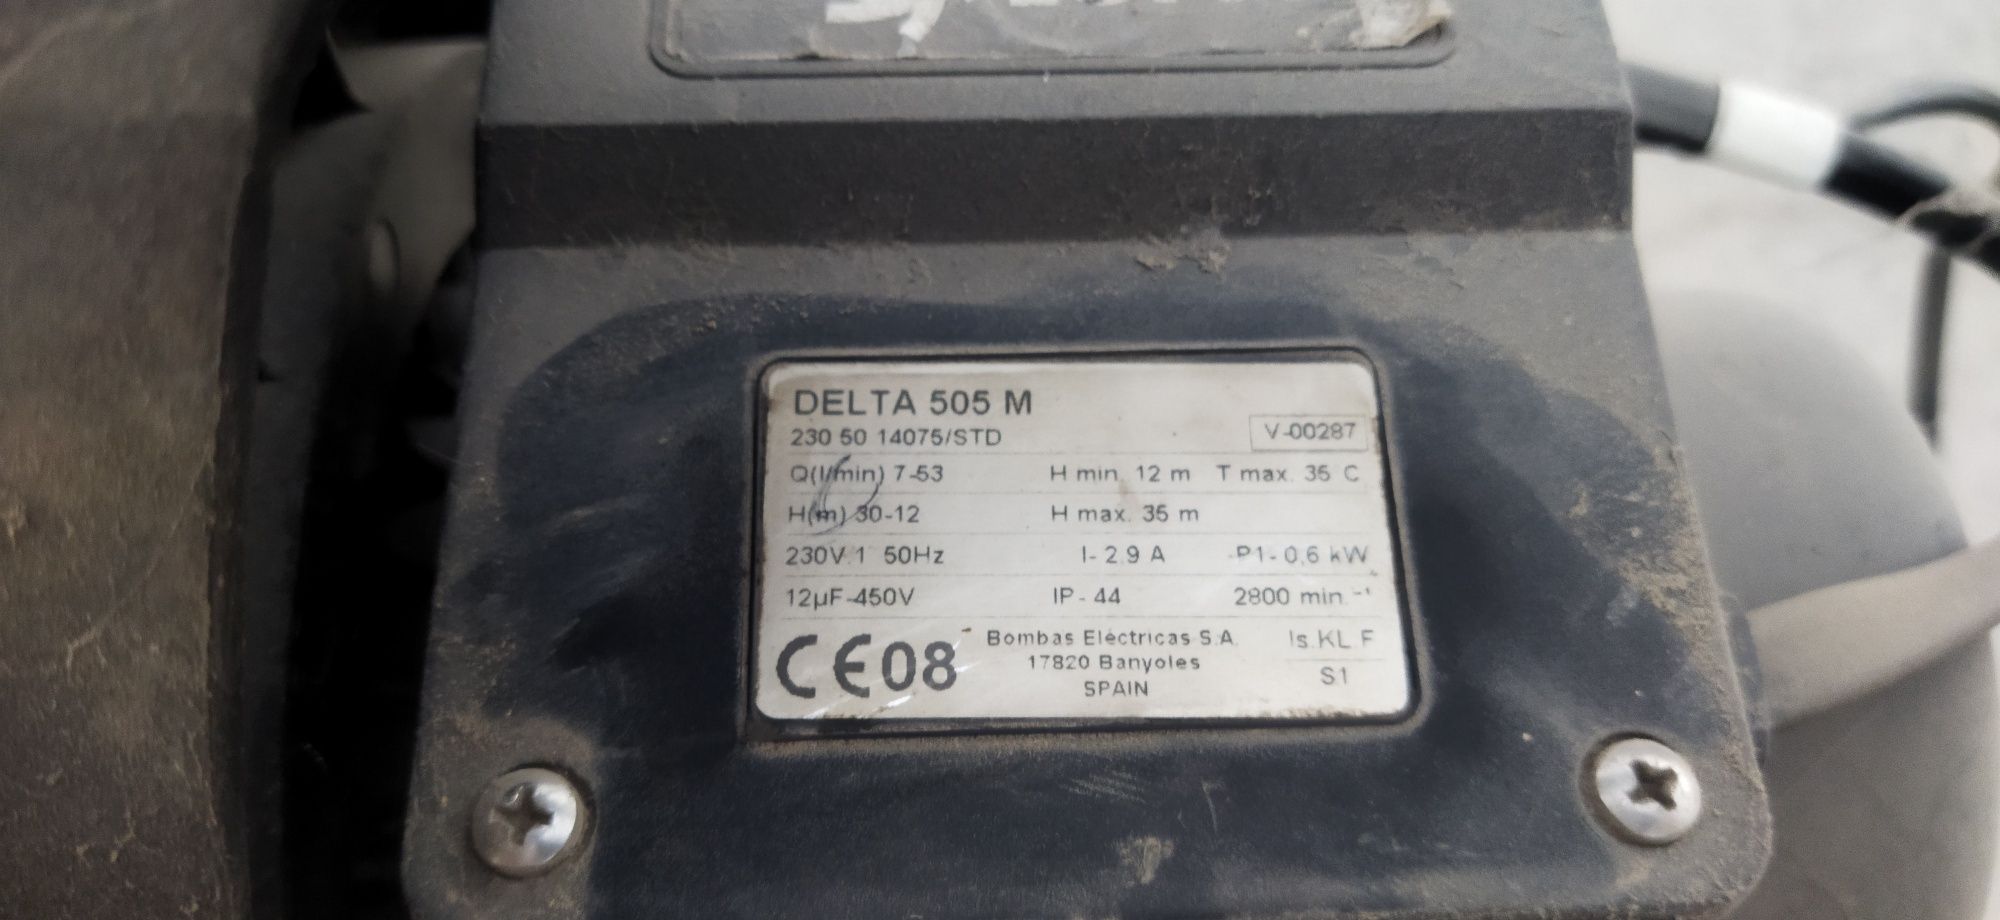 DELTA 505 M
230 50 14075/STD V-00287
Q(l/min) 7-53 H min. 12 m T max. 35 C
H(m) 30-12 H max. 35 m
230V.1 50Hz I- 2.9 A P1- 0,6 kW
12µF-450V IP - 44 2800 min.⁻¹
CE 08 Bombas Eléctricas S.A. Is.KL F
17820 Banyoles S1
SPAIN